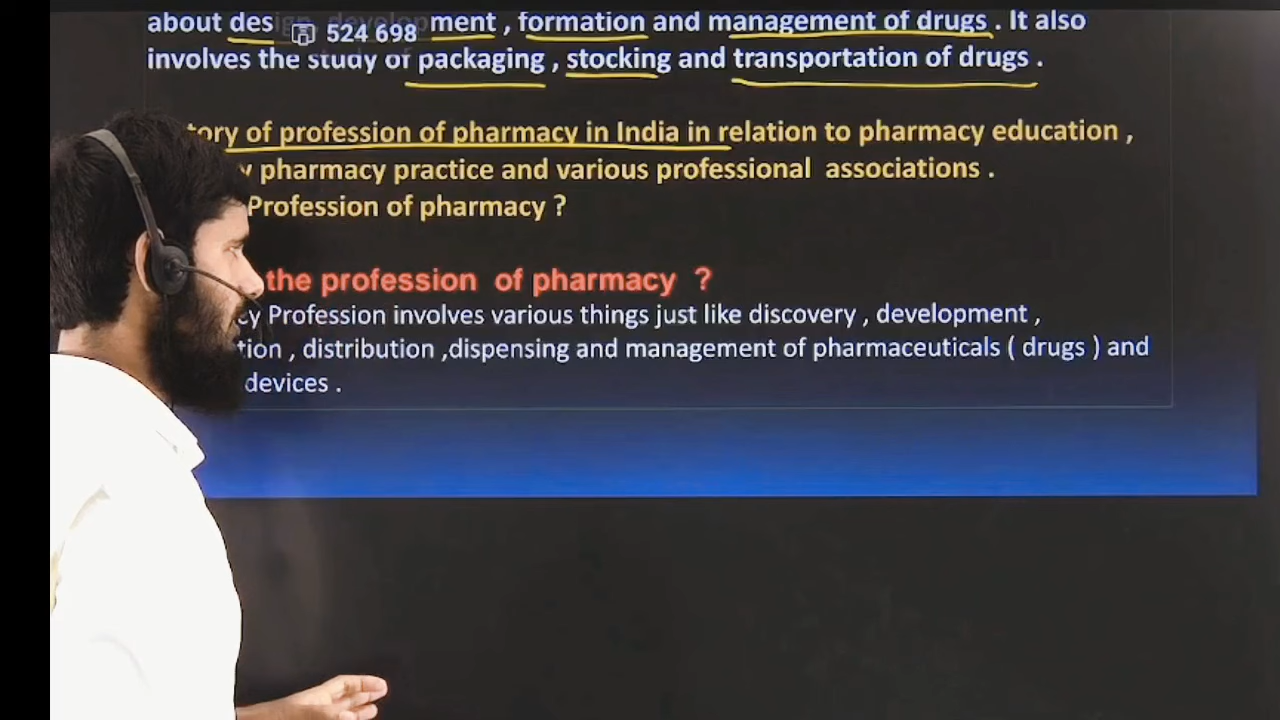 about des ment , formation and management of drugs . It also
524 698
involves the study of packaging , stocking and transportation of drugs .
tory of profession of pharmacy in India in relation to pharmacy education ,
y pharmacy practice and various professional associations .
Profession of pharmacy ?
the profession of pharmacy ?
cy Profession involves various things just like discovery , development ,
tion , distribution ,dispensing and management of pharmaceuticals ( drugs ) and
devices .